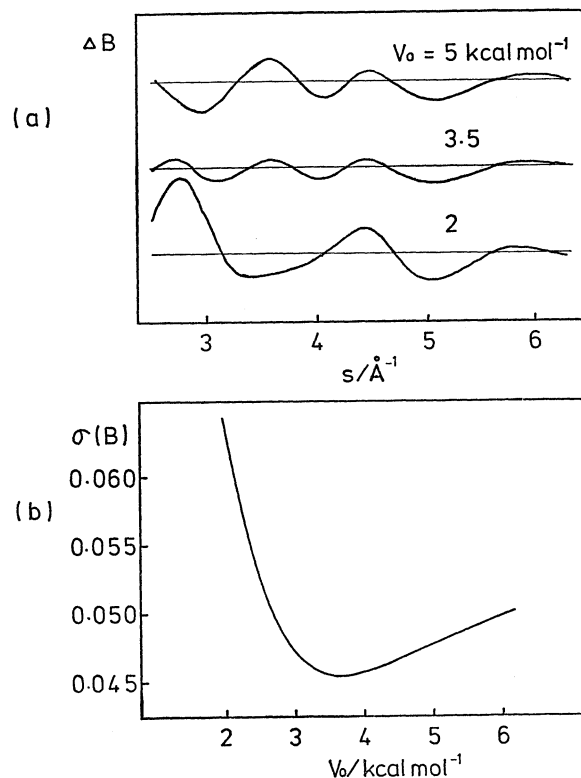 (a)
ΔB
V₀ = 5 kcal mol⁻¹
3·5
2
3 4 5 6
s/Å⁻¹
(b)
σ(B)
0·060
0·055
0·050
0·045
2 3 4 5 6
V₀/kcal mol⁻¹